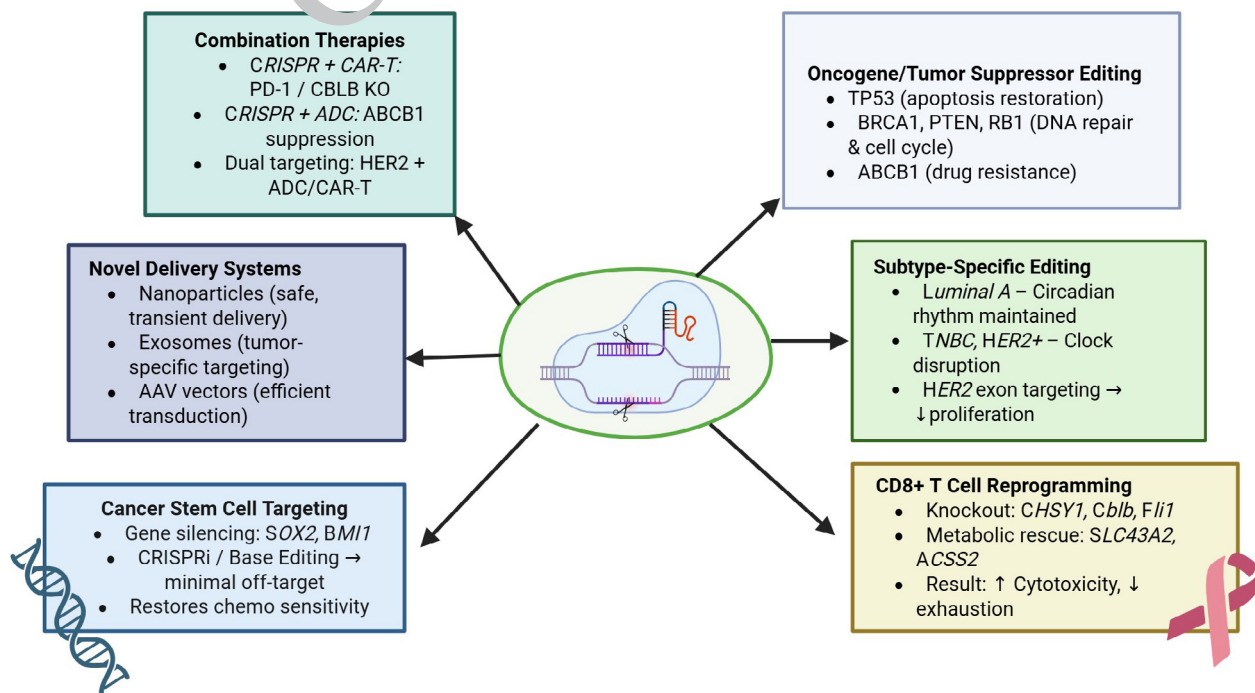 Combination Therapies
• CRISPR + CAR-T:
PD-1 / CBLB KO
• CRISPR + ADC: ABCB1
suppression
• Dual targeting: HER2 +
ADC/CAR-T
Oncogene/Tumor Suppressor Editing
• TP53 (apoptosis restoration)
• BRCA1, PTEN, RB1 (DNA repair
& cell cycle)
• ABCB1 (drug resistance)
Novel Delivery Systems
• Nanoparticles (safe,
transient delivery)
• Exosomes (tumor-
specific targeting)
• AAV vectors (efficient
transduction)
Subtype-Specific Editing
• Luminal A – Circadian
rhythm maintained
• TNBC, HER2+ – Clock
disruption
• HER2 exon targeting →
↓proliferation
Cancer Stem Cell Targeting
• Gene silencing: SOX2, BMI1
• CRISPRi / Base Editing →
minimal off-target
• Restores chemo sensitivity
CD8+ T Cell Reprogramming
• Knockout: CHSY1, Cblb, Fli1
• Metabolic rescue: SLC43A2,
ACSS2
• Result: ↑ Cytotoxicity, ↓
exhaustion